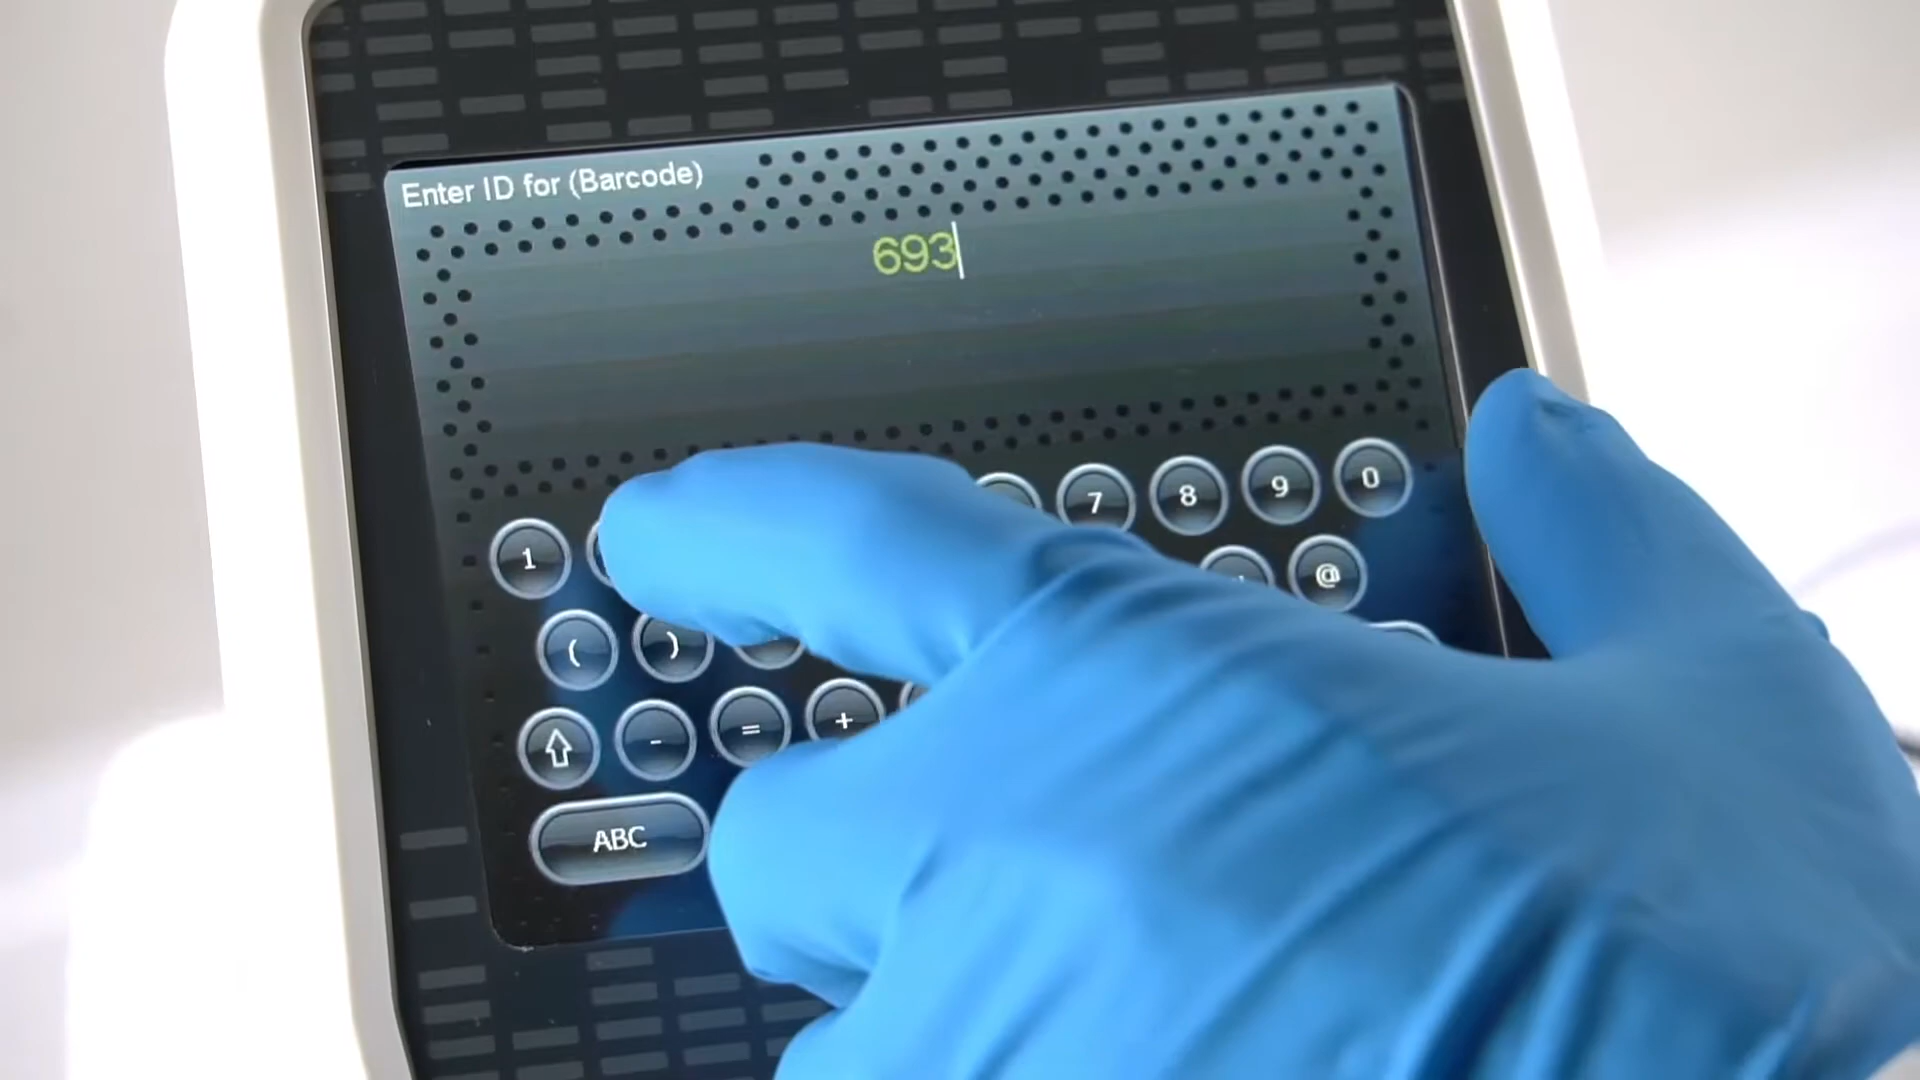 Enter ID for (Barcode)
693
1 7 8 9 0
@
( )
- = +
ABC